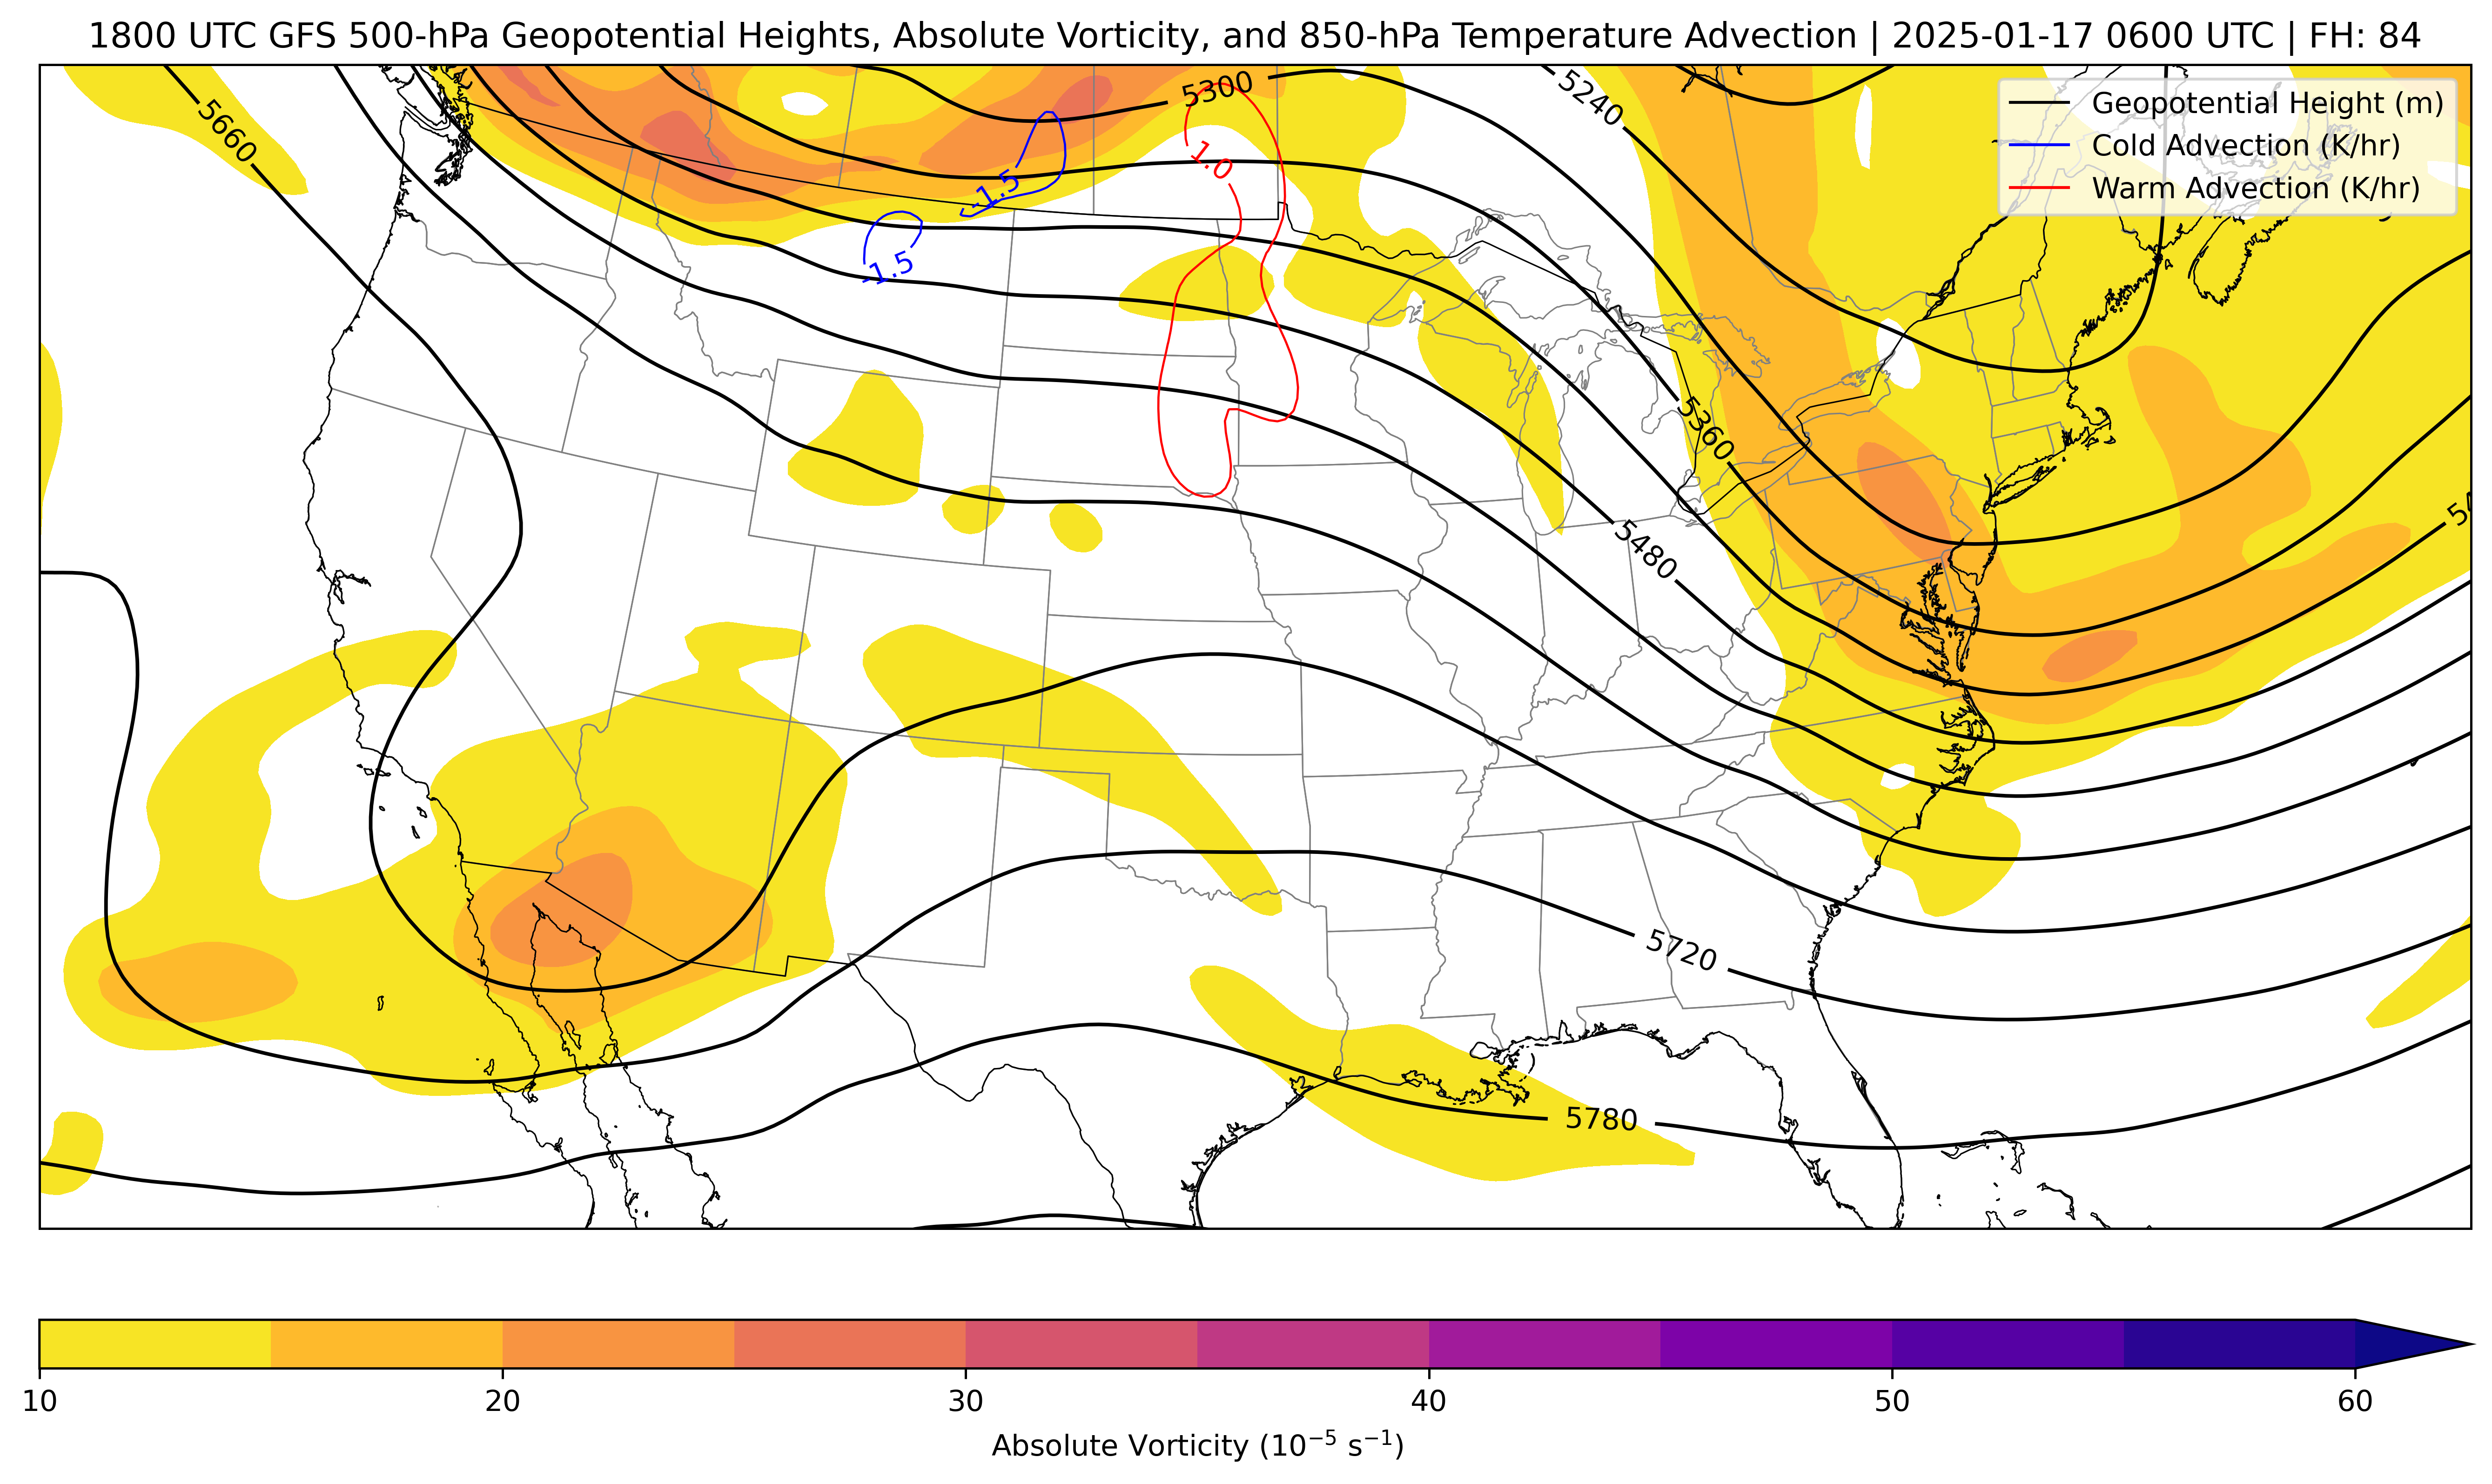 1800 UTC GFS 500-hPa Geopotential Heights, Absolute Vorticity, and 850-hPa Temperature Advection | 2025-01-17 0600 UTC | FH: 84
Geopotential Height (m)
Cold Advection (K/hr)
Warm Advection (K/hr)
5300
5240
5660
1.0
-1.5
-1.5
5360
5480
5720
5780
10 20 30 40 50 60
Absolute Vorticity (10⁻⁵ s⁻¹)